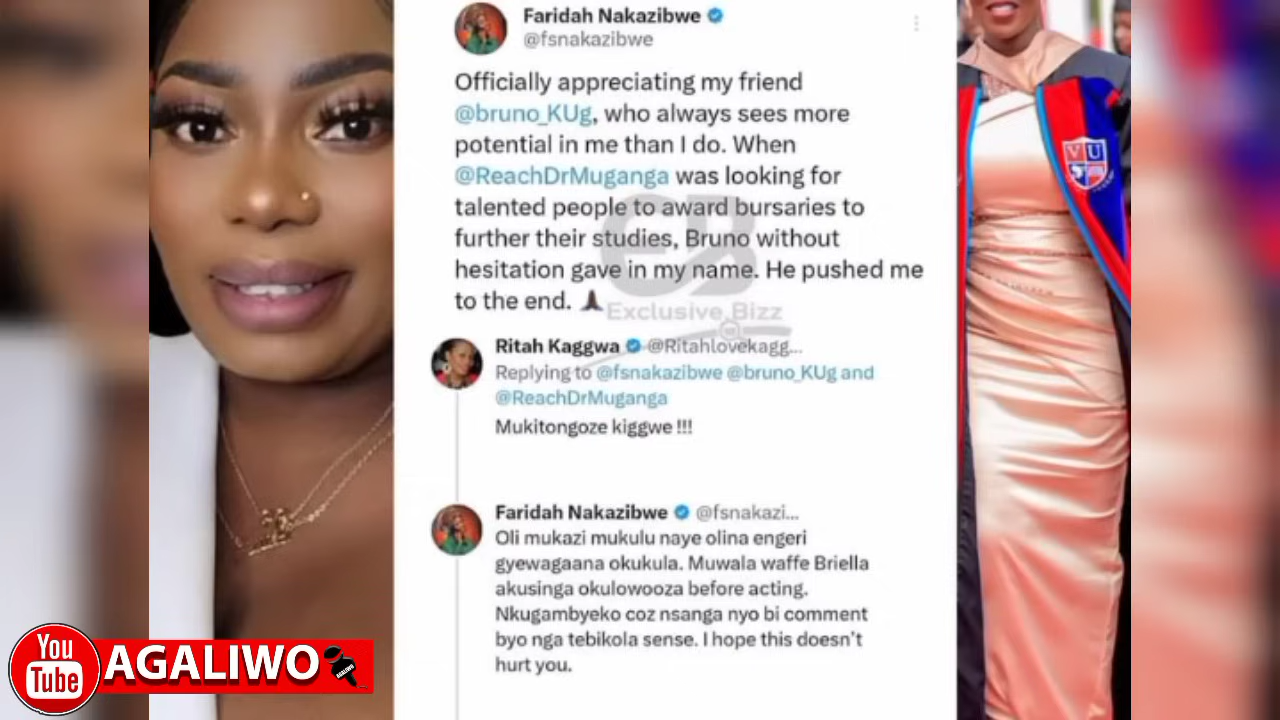 Faridah Nakazibwe
@fsnakazibwe
Officially appreciating my friend
@bruno_KUg, who always sees more
potential in me than I do. When
@ReachDrMuganga was looking for
talented people to award bursaries to
further their studies, Bruno without
hesitation gave in my name. He pushed me
to the end.
Exclusive Bizz
Ritah Kaggwa @Ritahlovekagg...
Replying to @fsnakazibwe @bruno_KUg and
@ReachDrMuganga
Mukitongoze kiggwe !!!
Faridah Nakazibwe @fsnakazi...
Oli mukazi mukulu naye olina engeri
gyewagaana okukula. Muwala waffe Briella
akusinga okulowooza before acting.
Nkugambyeko coz nsanga nyo bi comment
byo nga tebikola sense. I hope this doesn't
hurt you.
VU
You
Tube
AGALIWO